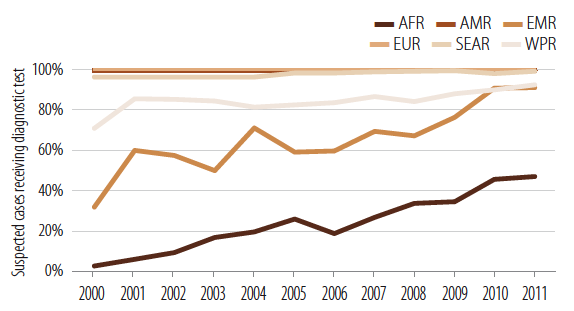 AFR AMR EMR
EUR SEAR WPR
Suspected cases receiving diagnostic test
100%
80%
60%
40%
20%
0%
2000 2001 2002 2003 2004 2005 2006 2007 2008 2009 2010 2011